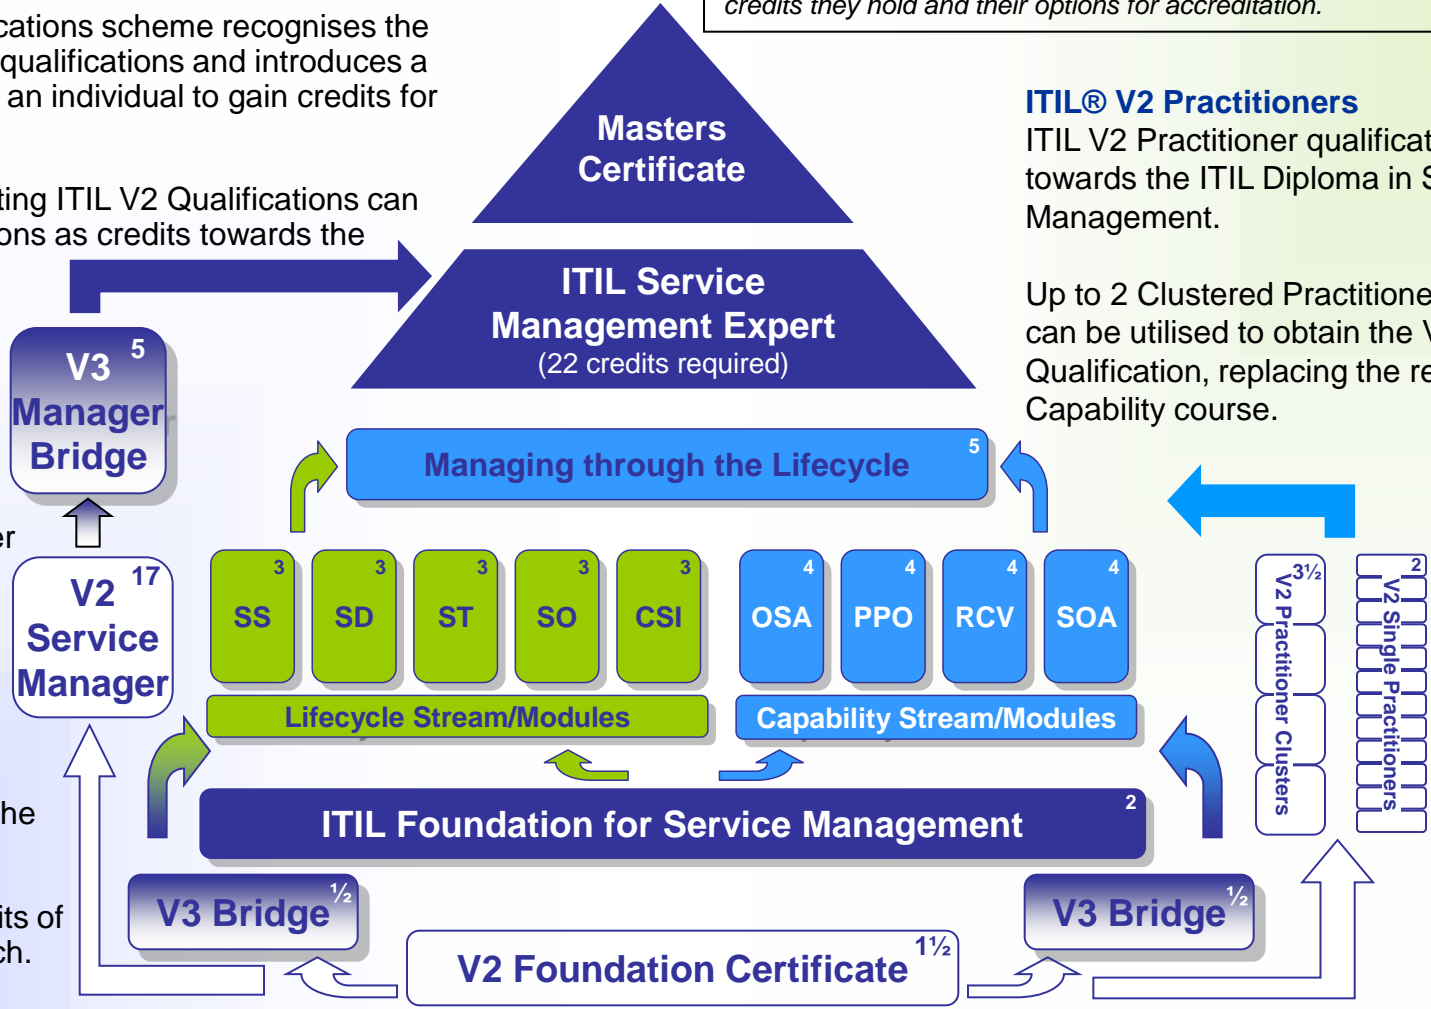 credits they hold and their options for accreditation.
cations scheme recognises the
qualifications and introduces a
an individual to gain credits for
ting ITIL V2 Qualifications can
ons as credits towards the
Masters
Certificate
ITIL® V2 Practitioners
ITIL V2 Practitioner qualificat
towards the ITIL Diploma in S
Management.
Up to 2 Clustered Practitione
can be utilised to obtain the V
Qualification, replacing the re
Capability course.
ITIL Service
Management Expert
(22 credits required)
V3 5
Manager
Bridge
Managing through the Lifecycle 5
er
V2 17
Service
Manager
3
SS
3
SD
3
ST
3
SO
3
CSI
4
OSA
4
PPO
4
RCV
4
SOA
3½
V2 Practitioner Clusters
2
V2 Single Practitioners
Lifecycle Stream/Modules
Capability Stream/Modules
he
ITIL Foundation for Service Management 2
its of
ch.
V3 Bridge ½
V3 Bridge ½
V2 Foundation Certificate 1½